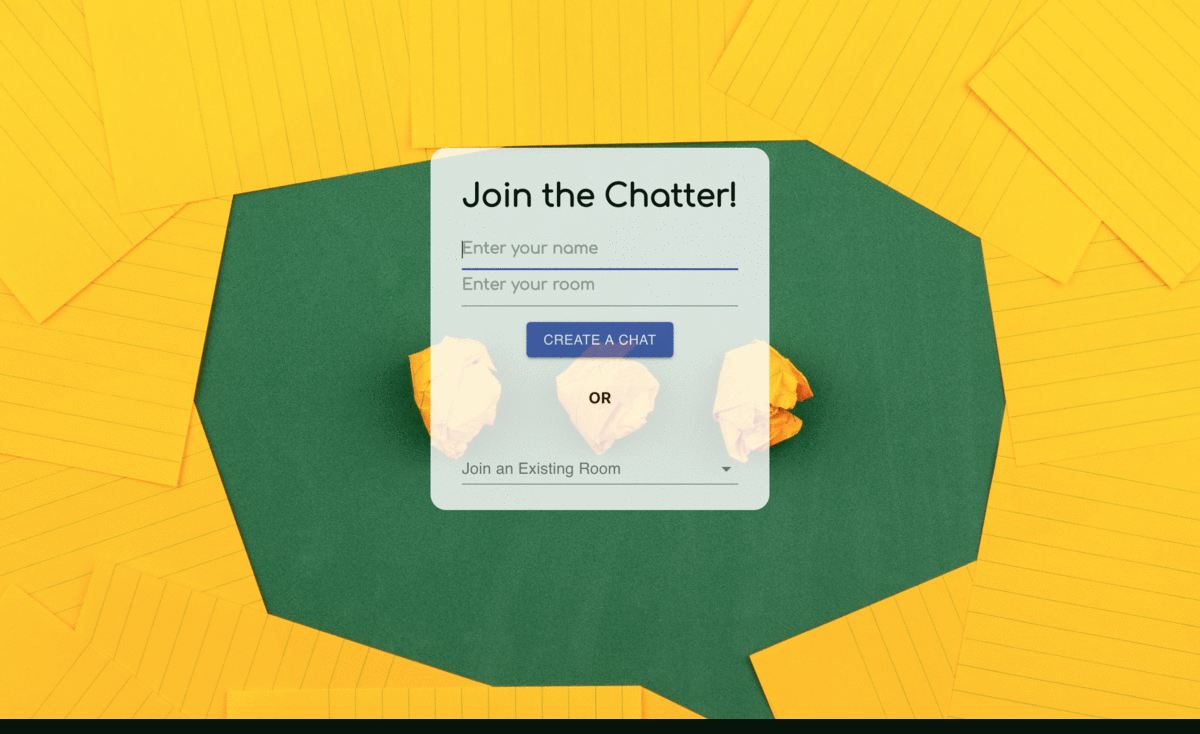 Join the Chatter!
Enter your name
Enter your room
CREATE A CHAT
OR
Join an Existing Room